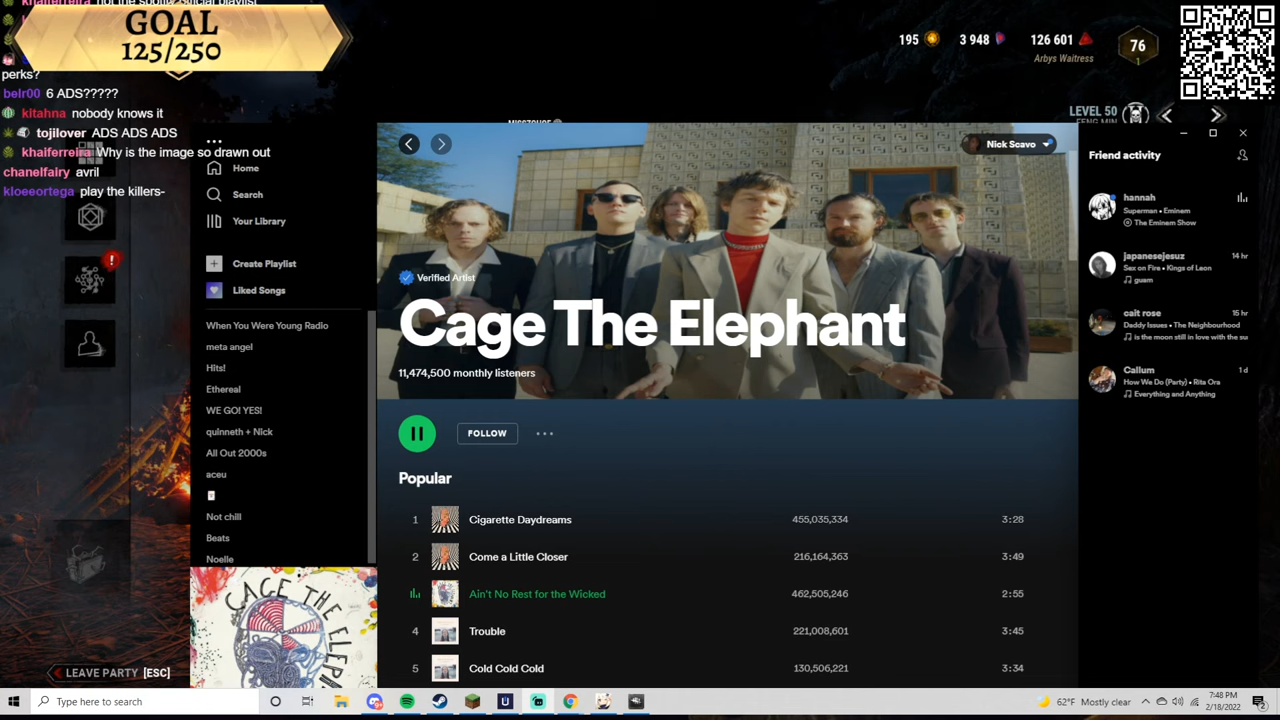 GOAL
125/250
perks?
belr00 6 ADS?????
kitahna nobody knows it
tojilover ADS ADS ADS
khaiferreira Why is the image so drawn out
chanelfairy avril
kloeeortega play the killers-
195
3 948
126 601
Arbys Waitress
76
1
LEVEL 50
FENG MIN
Home
Search
Your Library
Create Playlist
Liked Songs
When You Were Young Radio
meta angel
Hits!
Ethereal
WE GO! YES!
quinneth + Nick
All Out 2000s
aceu
Not chill
Beats
Noelle
CAGE THE ELEPH
LEAVE PARTY [ESC]
Nick Scavo
Verified Artist
Cage The Elephant
11,474,500 monthly listeners
FOLLOW
Popular
1 Cigarette Daydreams 455,035,334 3:28
2 Come a Little Closer 216,164,363 3:49
Ain't No Rest for the Wicked 462,505,246 2:55
4 Trouble 221,008,601 3:45
5 Cold Cold Cold 130,506,221 3:34
Friend activity
hannah
Superman • Eminem
The Eminem Show
japanesejesuz 14 hr
Sex on Fire • Kings of Leon
guam
cait rose 15 hr
Daddy Issues • The Neighbourhood
is the moon still in love with the su
Callum 1 d
How We Do (Party) • Rita Ora
Everything and Anything
Type here to search
62°F Mostly clear
7:48 PM
2/18/2022
2